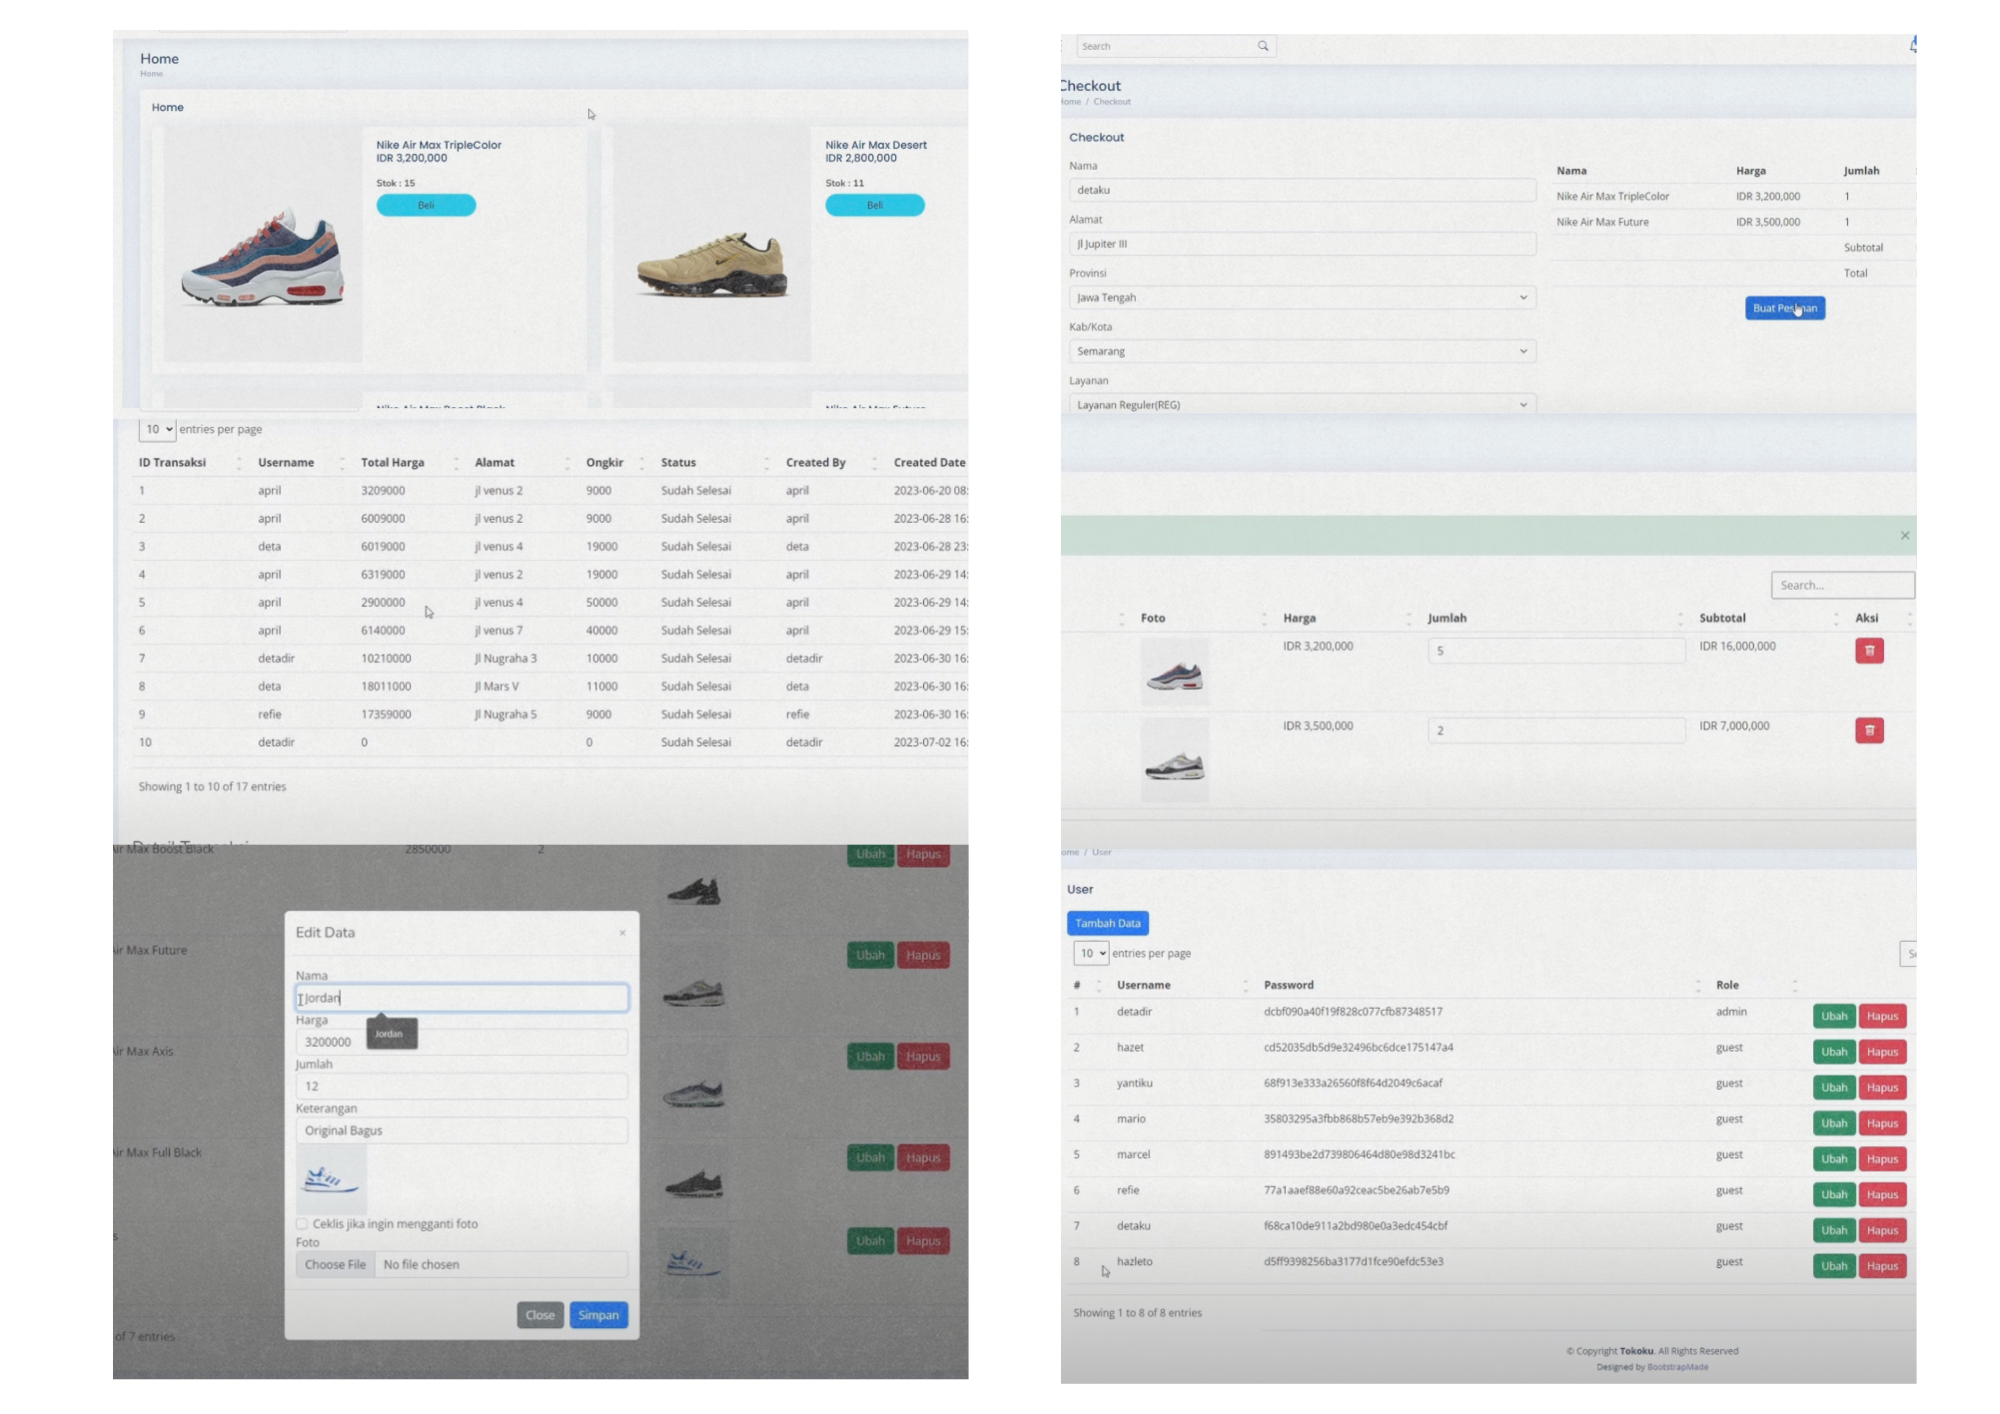 Home
Home
Home
Nike Air Max TripleColor
IDR 3,200,000
Stok : 15
Beli
Nike Air Max Desert
IDR 2,800,000
Stok : 11
Beli
10 entries per page
ID Transaksi Username Total Harga Alamat Ongkir Status Created By Created Date
1 april 3209000 jl venus 2 9000 Sudah Selesai april 2023-06-20 08:
2 april 6009000 jl venus 2 9000 Sudah Selesai april 2023-06-28 16:
3 deta 6019000 jl venus 4 19000 Sudah Selesai deta 2023-06-28 23:
4 april 6319000 jl venus 2 19000 Sudah Selesai april 2023-06-29 14:
5 april 2900000 jl venus 4 50000 Sudah Selesai april 2023-06-29 14:
6 april 6140000 jl venus 7 40000 Sudah Selesai april 2023-06-29 15:
7 detadir 10210000 Jl Nugraha 3 10000 Sudah Selesai detadir 2023-06-30 16:
8 deta 18011000 Jl Mars V 11000 Sudah Selesai deta 2023-06-30 16:
9 refie 17359000 Jl Nugraha 5 9000 Sudah Selesai refie 2023-06-30 16:
10 detadir 0 0 Sudah Selesai detadir 2023-07-02 16:
Showing 1 to 10 of 17 entries
Air Max Boost Black 2850000 2 Ubah Hapus
Air Max Future Ubah Hapus
Air Max Axis Ubah Hapus
Air Max Full Black Ubah Hapus
s Ubah Hapus
of 7 entries
Edit Data ×
Nama
Jordan
Jordan
Harga
3200000
Jumlah
12
Keterangan
Original Bagus
Ceklis jika ingin mengganti foto
Foto
Choose File No file chosen
Close Simpan
Search
Checkout
Home / Checkout
Checkout
Nama
detaku
Alamat
Jl Jupiter III
Provinsi
Jawa Tengah
Kab/Kota
Semarang
Layanan
Layanan Reguler(REG)
Nama Harga Jumlah
Nike Air Max TripleColor IDR 3,200,000 1
Nike Air Max Future IDR 3,500,000 1
Subtotal
Total
Buat Pesanan
×
Search...
Foto Harga Jumlah Subtotal Aksi
IDR 3,200,000 5 IDR 16,000,000
IDR 3,500,000 2 IDR 7,000,000
ome / User
User
Tambah Data
10 entries per page
# Username Password Role
1 detadir dcbf090a40f19f828c077cfb87348517 admin Ubah Hapus
2 hazet cd52035db5d9e32496bc6dce175147a4 guest Ubah Hapus
3 yantiku 68f913e333a26560f8f64d2049c6acaf guest Ubah Hapus
4 mario 35803295a3fbb868b57eb9e392b368d2 guest Ubah Hapus
5 marcel 891493be2d739806464d80e98d3241bc guest Ubah Hapus
6 refie 77a1aaef88e60a92ceac5be26ab7e5b9 guest Ubah Hapus
7 detaku f68ca10de911a2bd980e0a3edc454cbf guest Ubah Hapus
8 hazleto d5ff9398256ba3177d1fce90efdc53e3 guest Ubah Hapus
Showing 1 to 8 of 8 entries
© Copyright Tokoku. All Rights Reserved
Designed by BootstrapMade